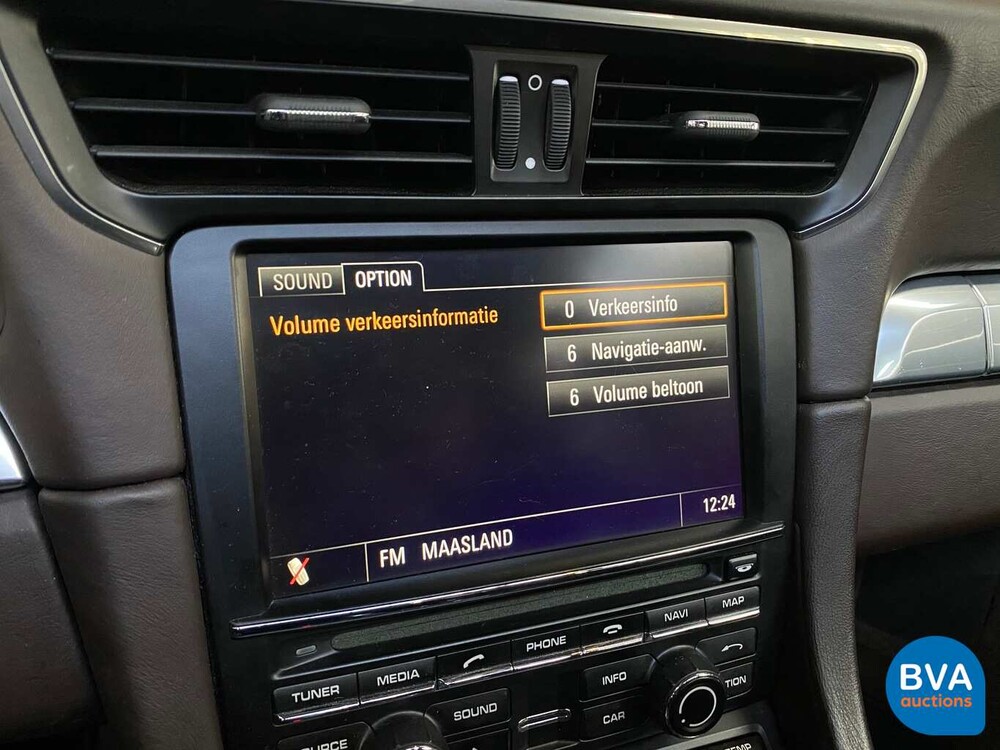 SOUND OPTION
Volume verkeersinformatie
0 Verkeersinfo
6 Navigatie-aanw.
6 Volume beltoon
FM MAASLAND
12:24
TUNER MEDIA PHONE NAVI MAP
SOUND INFO
CAR
BVA
auctions